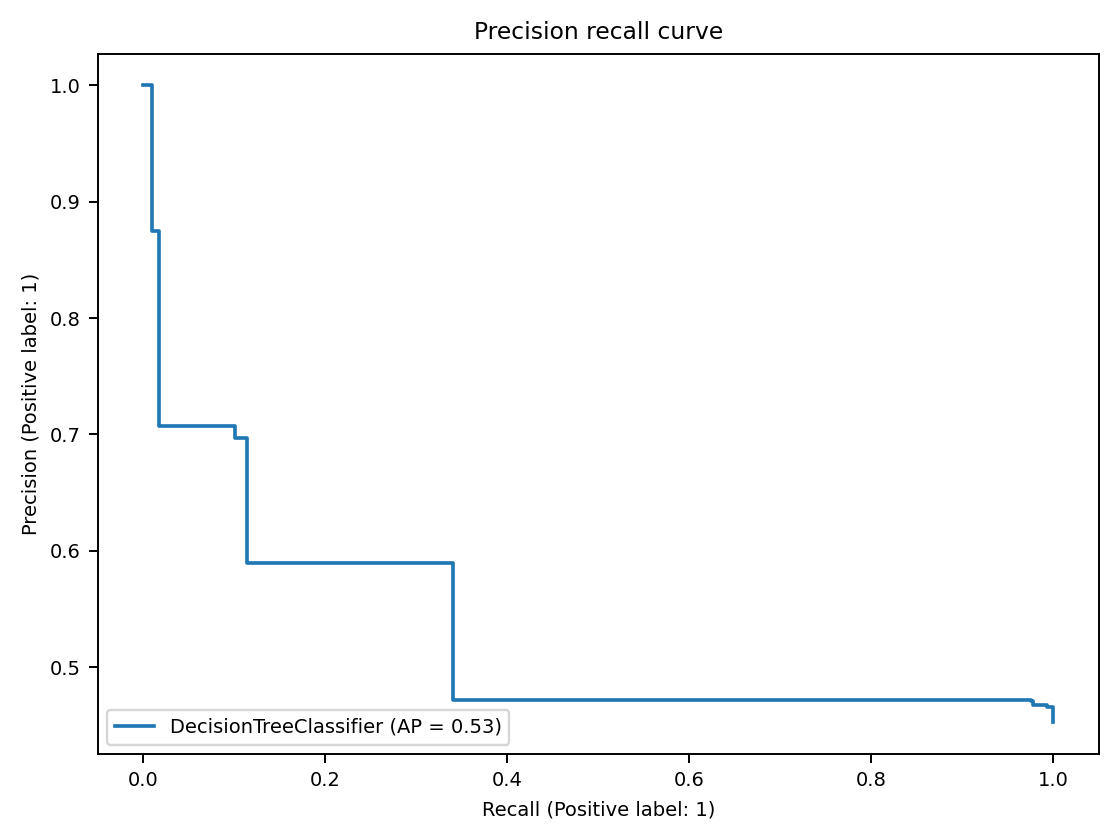 Precision recall curve
1.0
0.9
0.8
0.7
0.6
0.5
Precision (Positive label: 1)
DecisionTreeClassifier (AP = 0.53)
0.0 0.2 0.4 0.6 0.8 1.0
Recall (Positive label: 1)